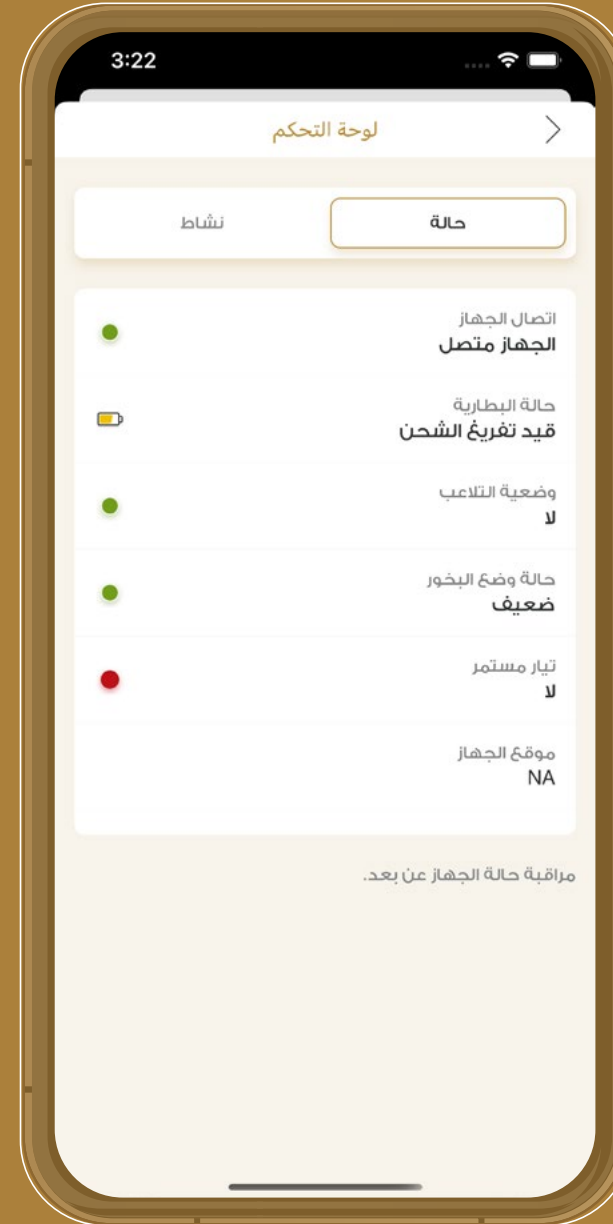 3:22
لوحة التحكم
حالة
نشاط
اتصال الجهاز
الجهاز متصل
حالة البطارية
قيد تفريغ الشحن
وضعية التلاعب
لا
حالة وضع البخور
ضعيف
تيار مستمر
لا
موقع الجهاز
NA
مراقبة حالة الجهاز عن بعد.